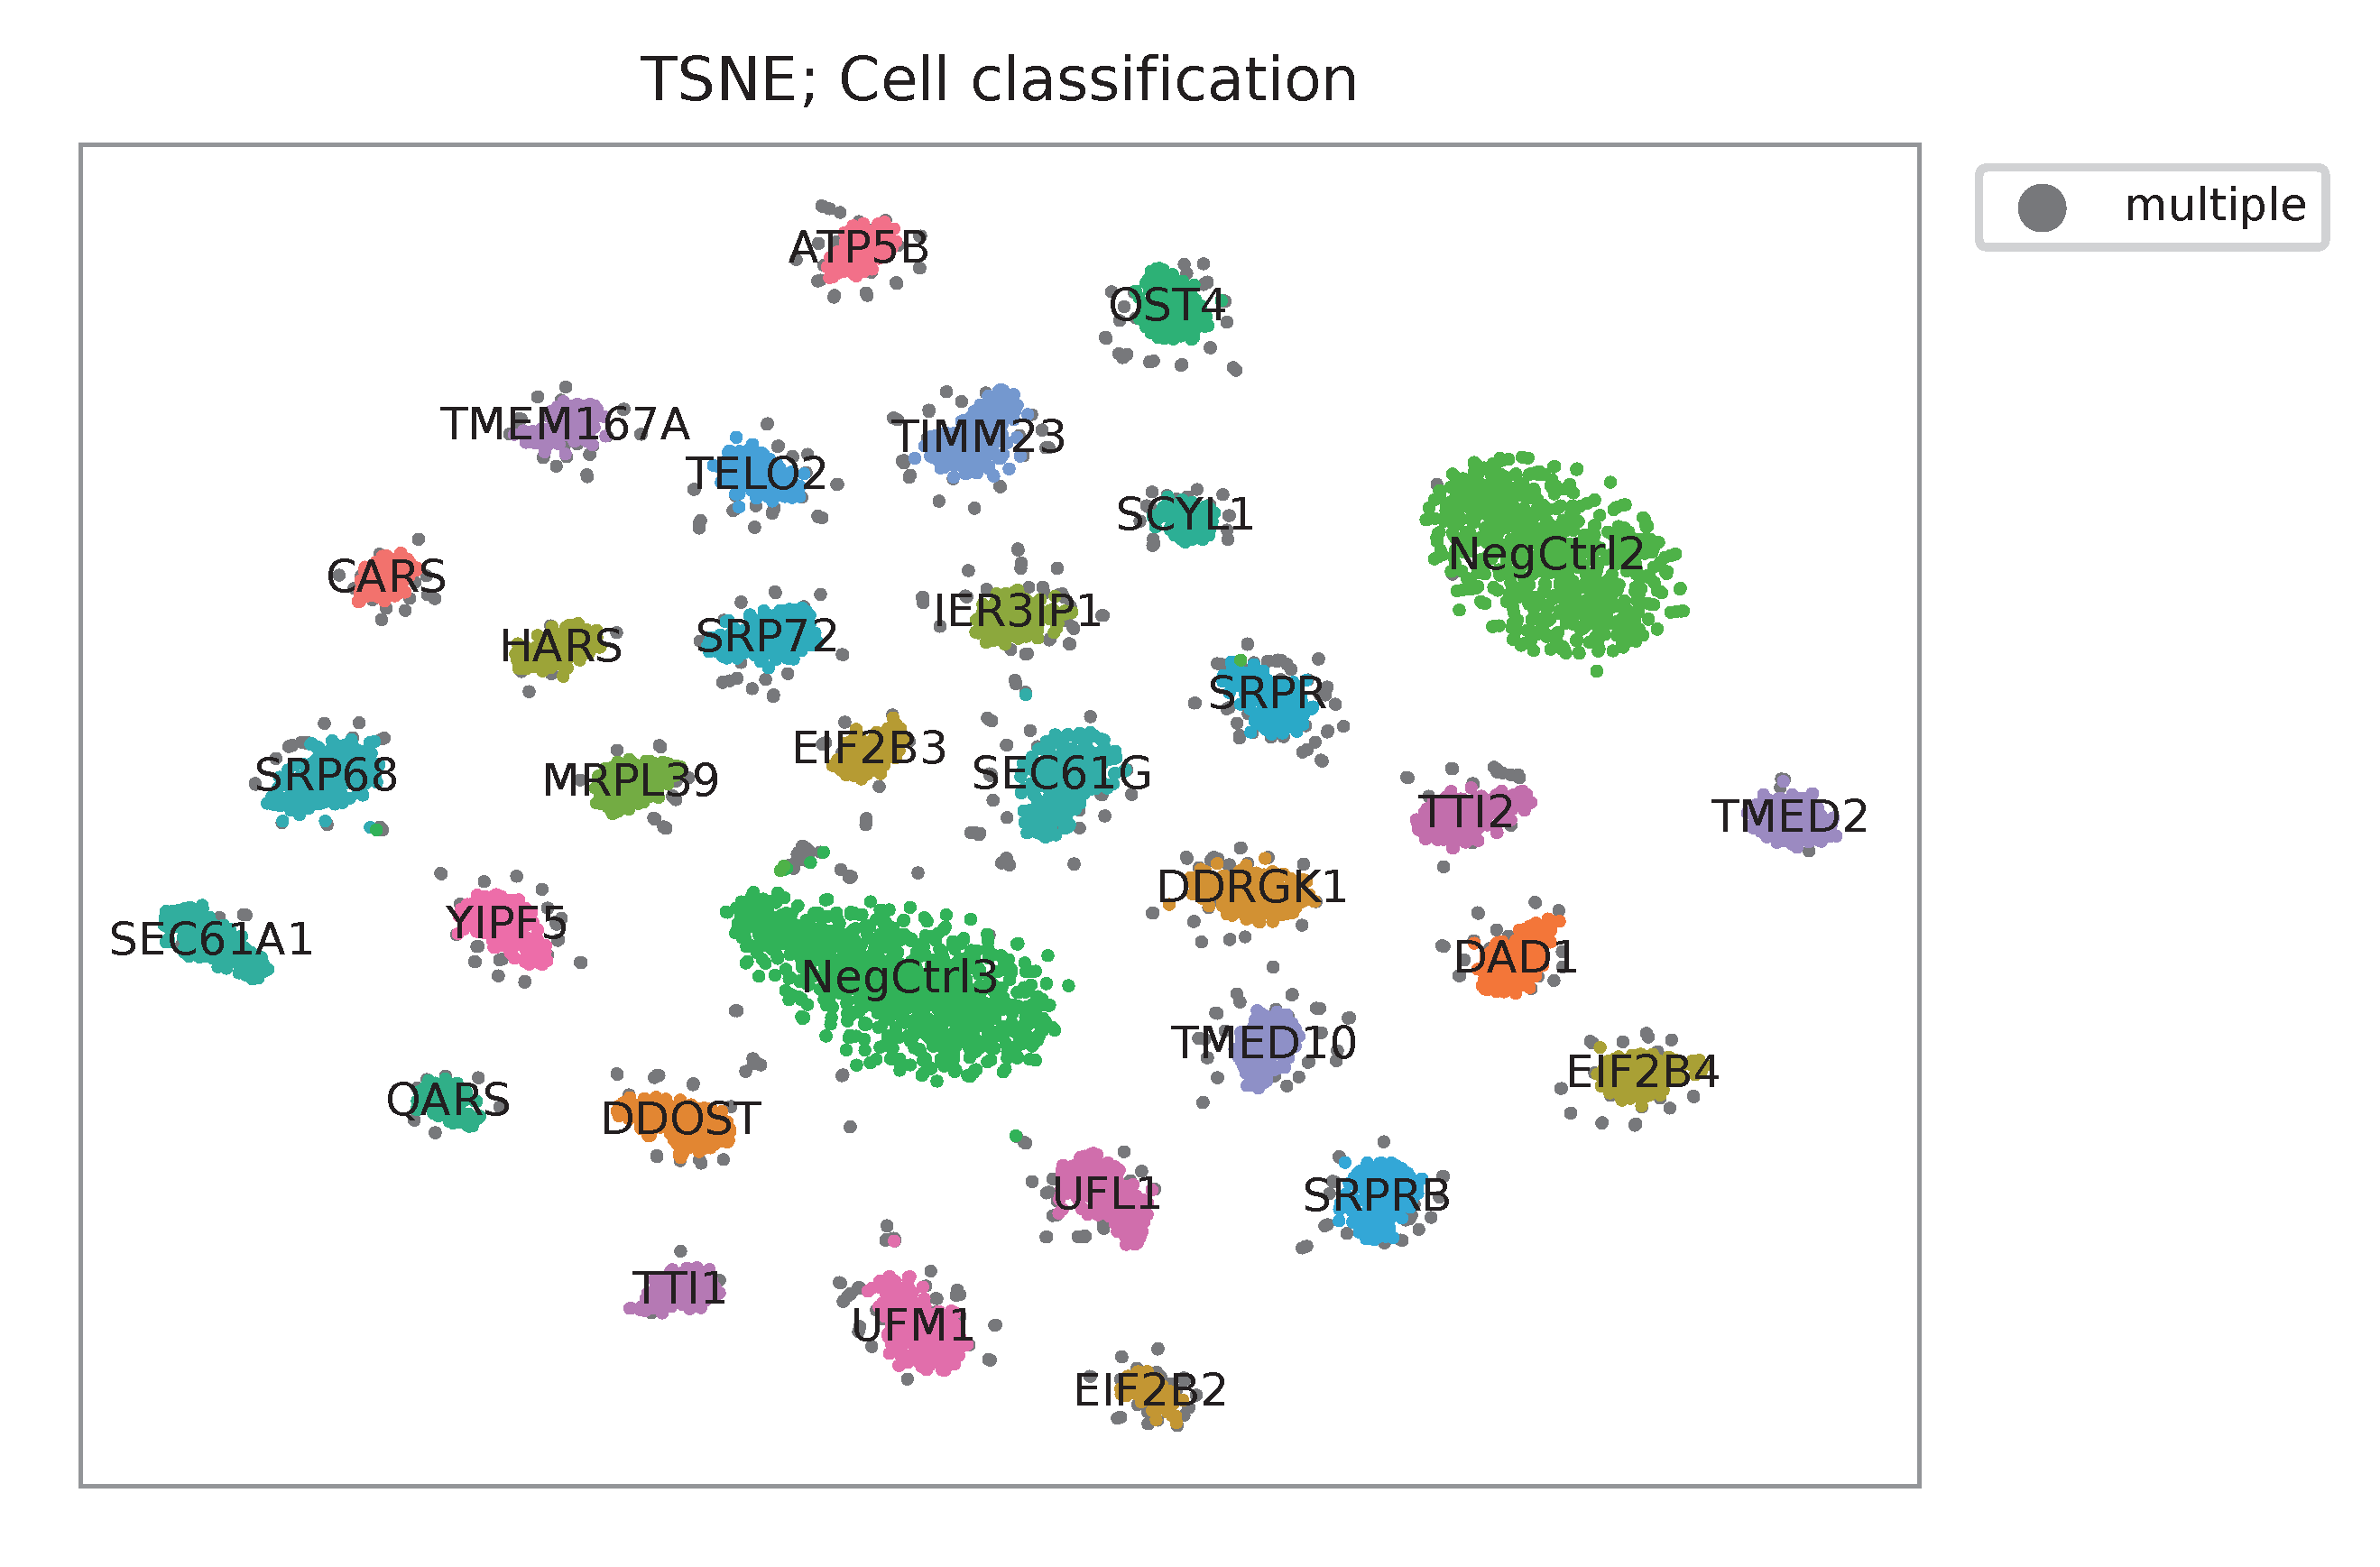 TSNE; Cell classification
multiple
ATP5B
OST4
TMEM167A
TIMM23
TELO2
SCYL1
NegCtrl2
CARS
IER3IP1
SRP72
HARS
SRPR
EIF2B3
SEC61G
SRP68
MRPL39
TTI2
TMED2
DDRGK1
YIPF5
SEC61A1
DAD1
NegCtrl3
TMED10
EIF2B4
QARS
DDOST
UFL1
SRPRB
TTI1
UFM1
EIF2B2